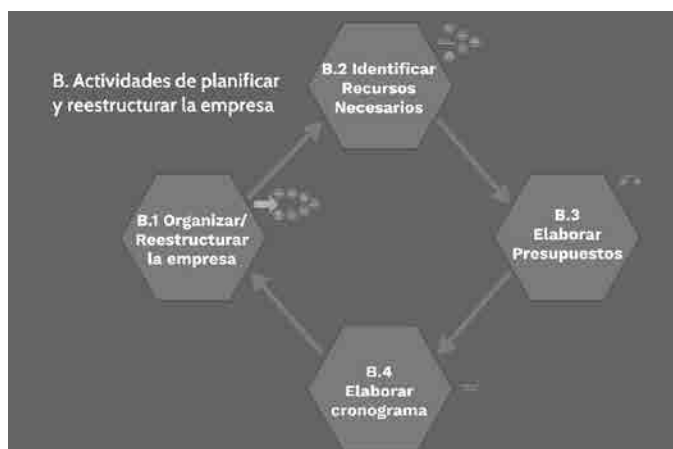 B. Actividades de planificar
y reestructurar la empresa
B.2 Identificar
Recursos
Necesarios
B.1 Organizar/
Reestructurar
la empresa
B.3
Elaborar
Presupuestos
B.4
Elaborar
cronograma